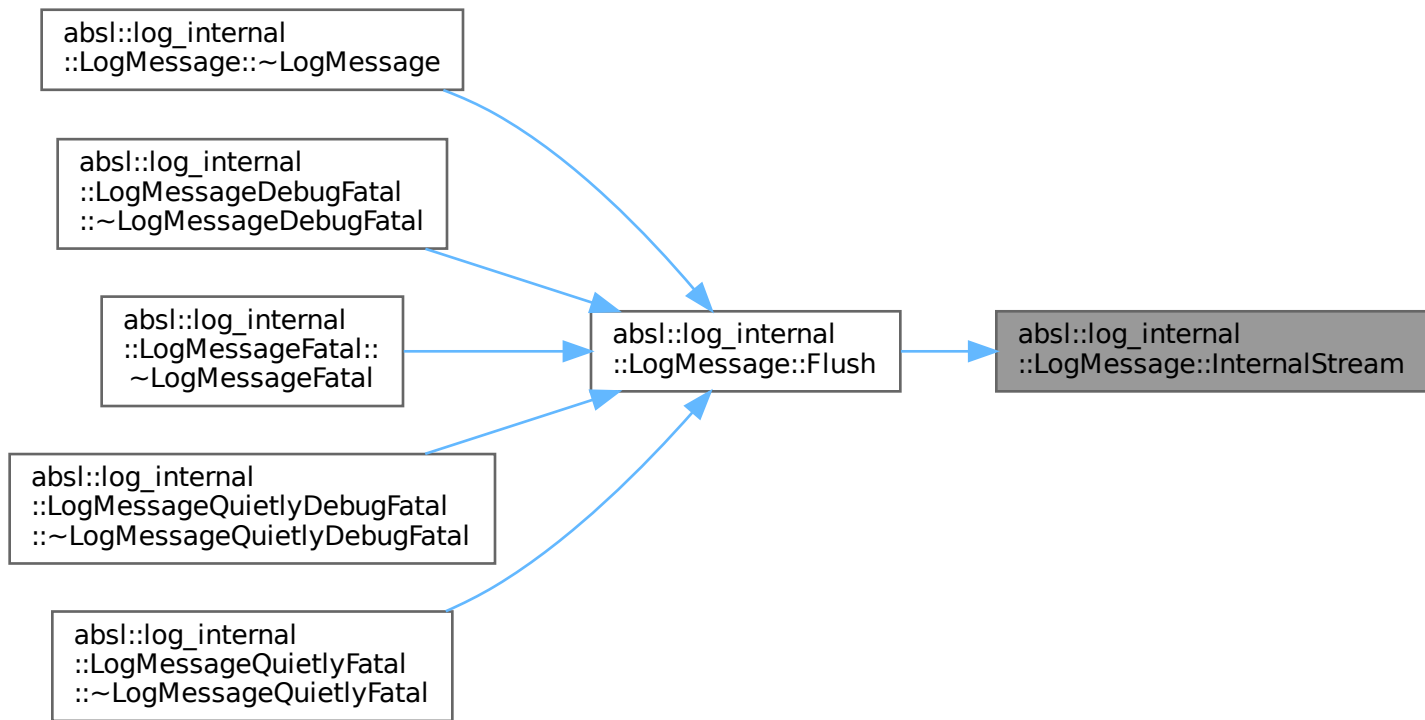 absl::log_internal
::LogMessage::~LogMessage
absl::log_internal
::LogMessageDebugFatal
::~LogMessageDebugFatal
absl::log_internal
::LogMessageFatal::
~LogMessageFatal
absl::log_internal
::LogMessageQuietlyDebugFatal
::~LogMessageQuietlyDebugFatal
absl::log_internal
::LogMessageQuietlyFatal
::~LogMessageQuietlyFatal
absl::log_internal
::LogMessage::Flush
absl::log_internal
::LogMessage::InternalStream